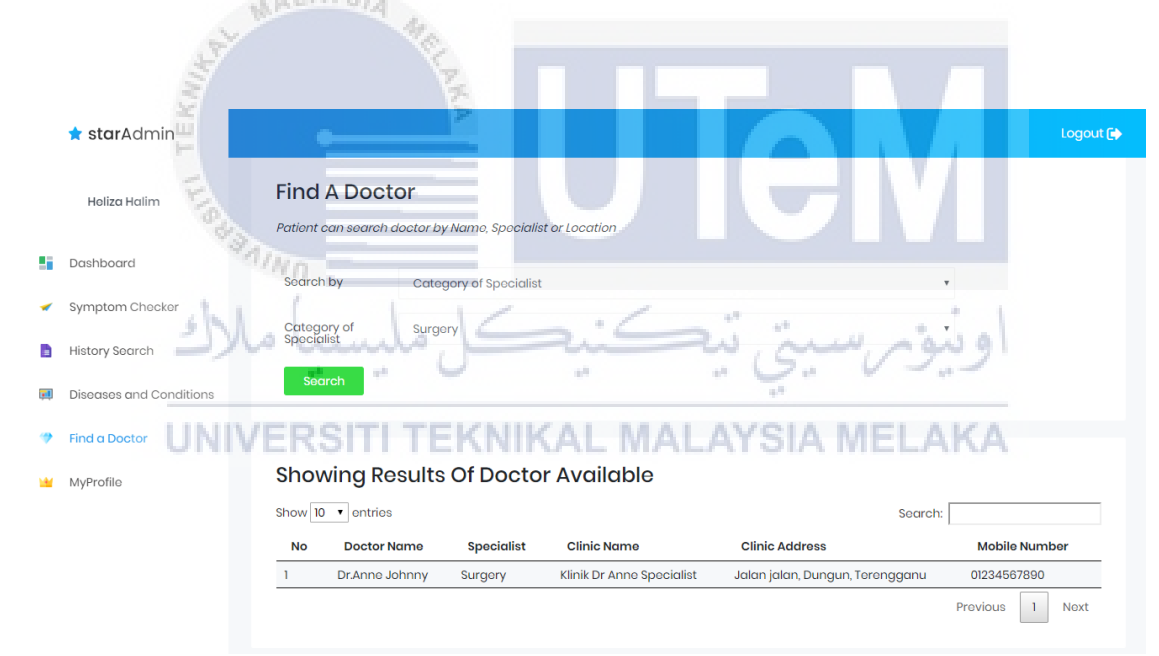 UNIVERSITI TEKNIKAL MALAYSIA MELAKA
UTeM
starAdmin
Logout
Heliza Halim
Dashboard
Symptom Checker
History Search
Diseases and Conditions
Find a Doctor
MyProfile
Find A Doctor
Patient can search doctor by Name, Specialist or Location
Search by Category of Specialist
Category of
Specialist
Surgery
Search
اونيۏرسيتي تيكنيكل مليسيا ملاك
UNIVERSITI TEKNIKAL MALAYSIA MELAKA
Showing Results Of Doctor Available
Show 10 entries
Search:
No Doctor Name Specialist Clinic Name Clinic Address Mobile Number
1 Dr.Anne Johnny Surgery Klinik Dr Anne Specialist Jalan jalan, Dungun, Terengganu 01234567890
Previous 1 Next